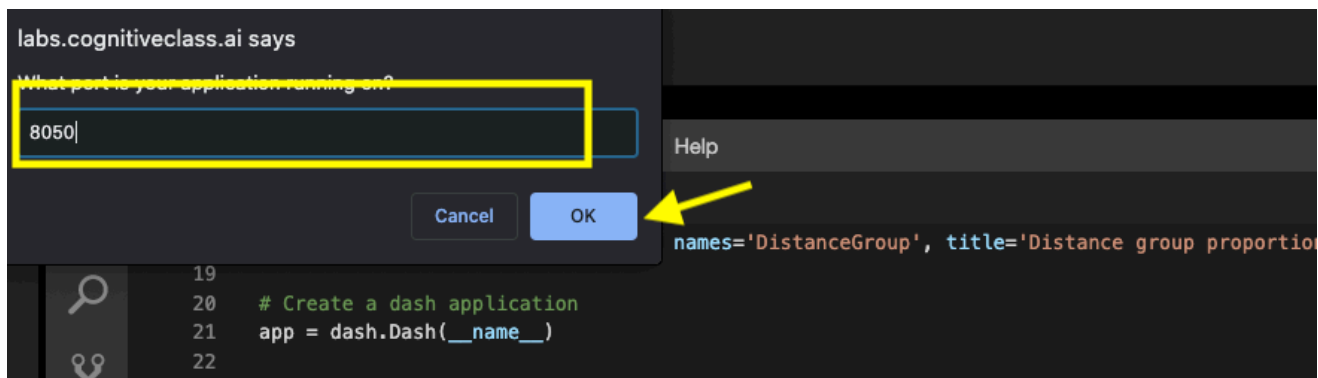 labs.cognitiveclass.ai says
What port is your application running on?
8050
Help
Cancel
OK
names='DistanceGroup', title='Distance group proportion
19
20 # Create a dash application
21 app = dash.Dash(__name__)
22